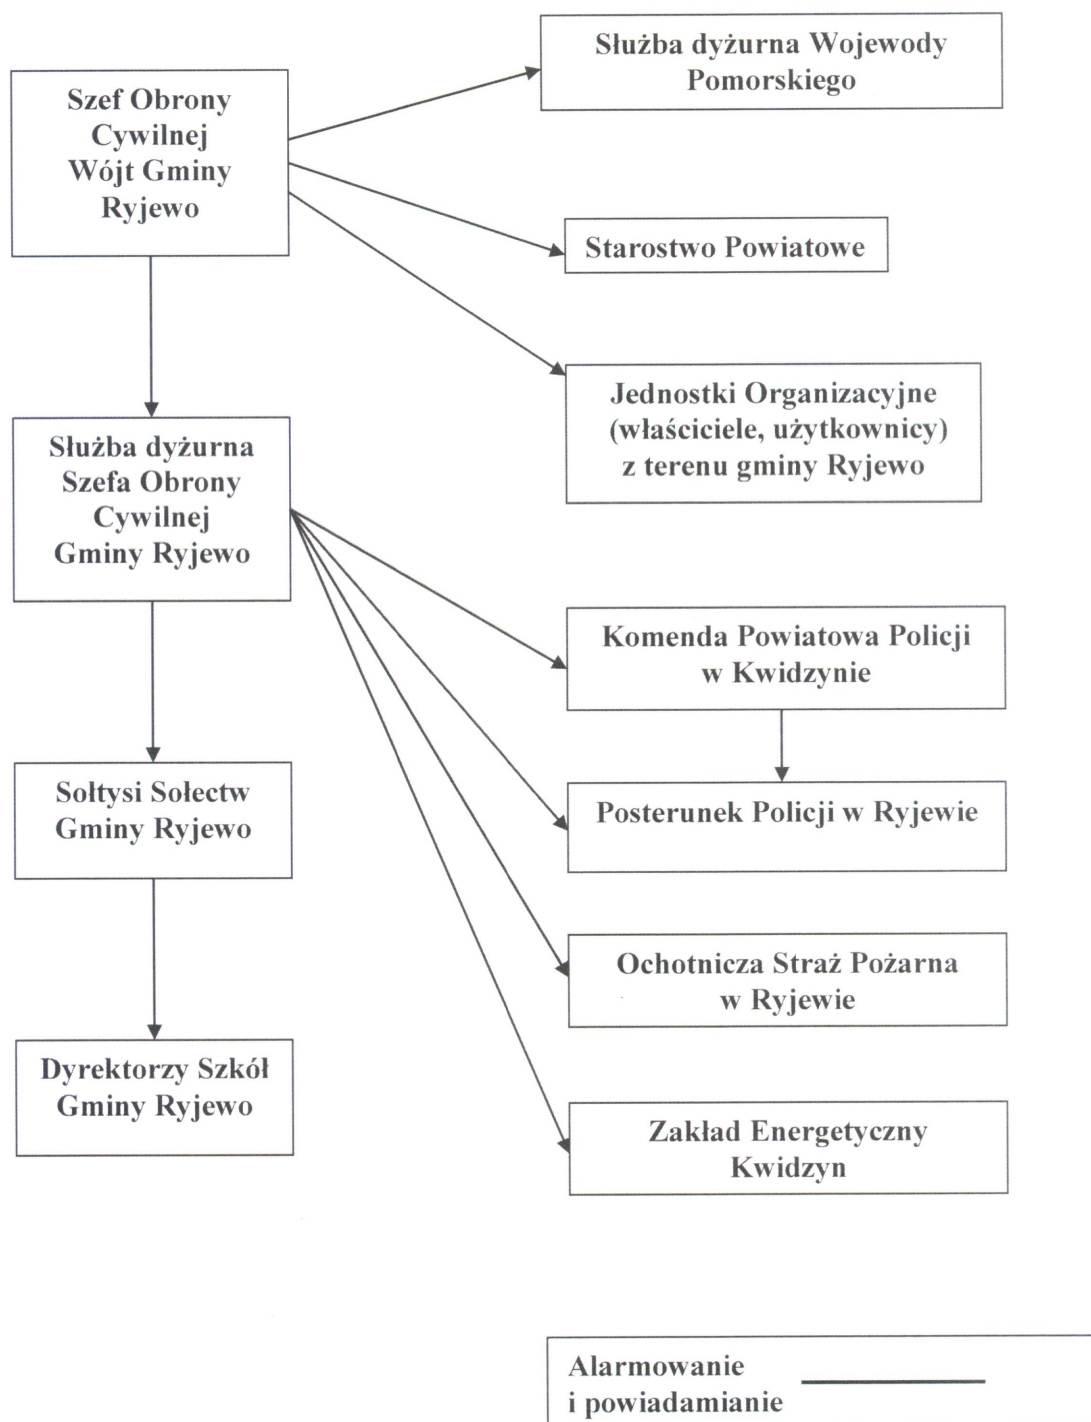 Szef Obrony
Cywilnej
Wójt Gminy
Ryjewo
Służba dyżurna Wojewody
Pomorskiego
Starostwo Powiatowe
Jednostki Organizacyjne
(właściciele, użytkownicy)
z terenu gminy Ryjewo
Służba dyżurna
Szefa Obrony
Cywilnej
Gminy Ryjewo
Komenda Powiatowa Policji
w Kwidzynie
Posterunek Policji w Ryjewie
Sołtysi Sołectw
Gminy Ryjewo
Ochotnicza Straż Pożarna
w Ryjewie
Dyrektorzy Szkół
Gminy Ryjewo
Zakład Energetyczny
Kwidzyn
Alarmowanie
i powiadamianie